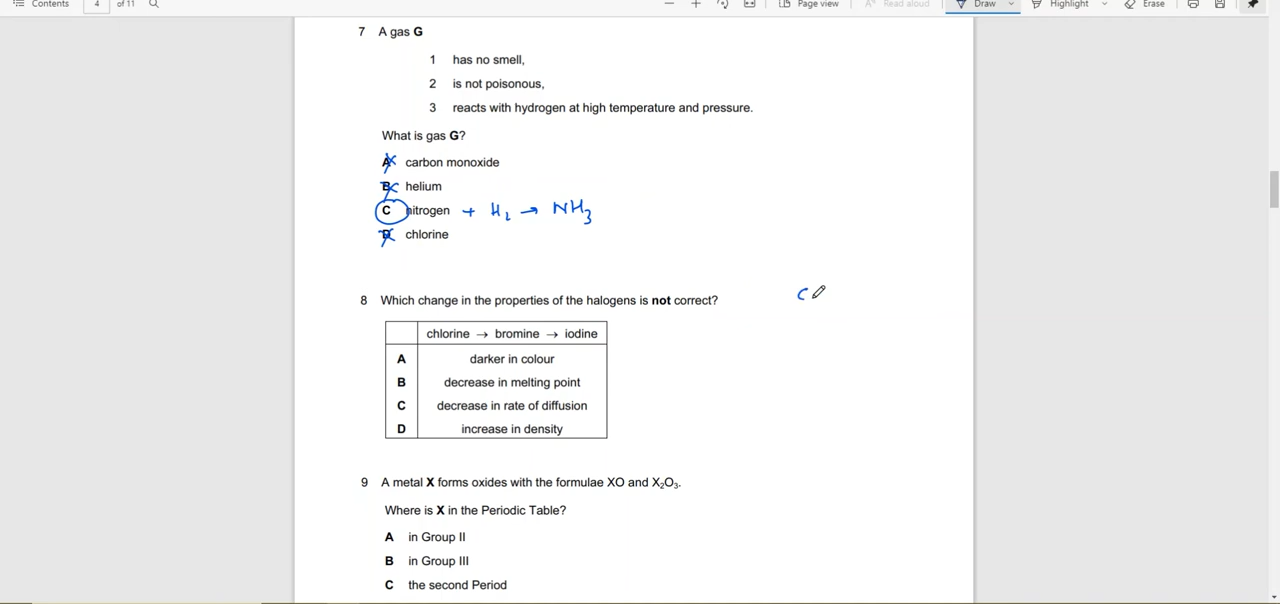 Contents 4 of 11 Page view Read aloud Draw Highlight Erase
7 A gas G
1 has no smell,
2 is not poisonous,
3 reacts with hydrogen at high temperature and pressure.
What is gas G?
A carbon monoxide
B helium
C nitrogen + H2 → NH3
D chlorine
8 Which change in the properties of the halogens is not correct? C
chlorine → bromine → iodine
A darker in colour
B decrease in melting point
C decrease in rate of diffusion
D increase in density
9 A metal X forms oxides with the formulae XO and X₂O₃.
Where is X in the Periodic Table?
A in Group II
B in Group III
C the second Period